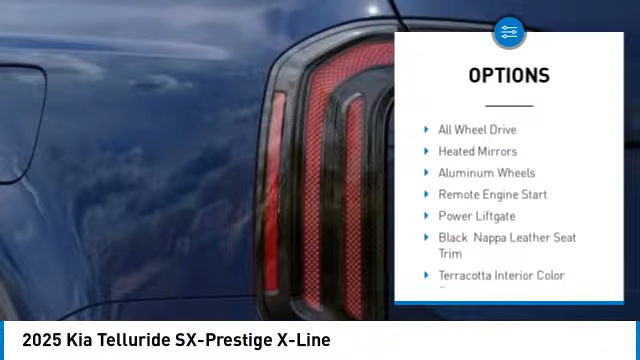 OPTIONS
All Wheel Drive
Heated Mirrors
Aluminum Wheels
Remote Engine Start
Power Liftgate
Black Nappa Leather Seat
Trim
Terracotta Interior Color
2025 Kia Telluride SX-Prestige X-Line